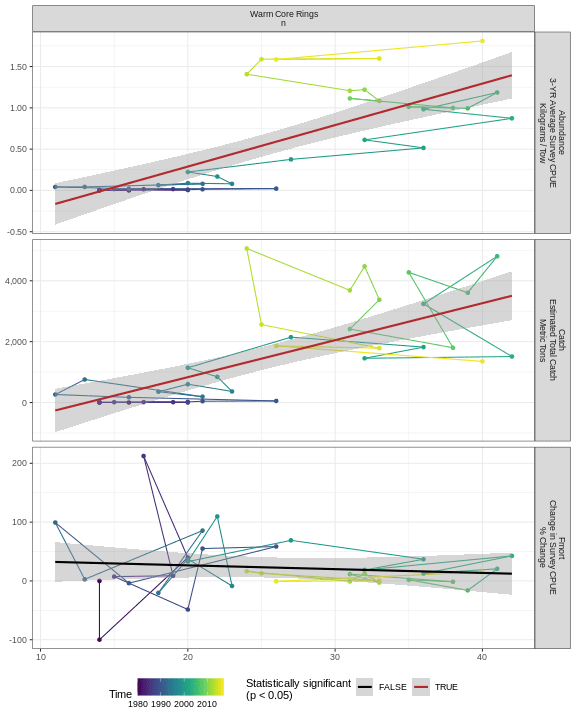 Warm Core Rings
n
1.50
1.00
0.50
0.00
-0.50
Abundance
3-YR Average Survey CPUE
Kilograms / Tow
4,000
2,000
0
Catch
Estimated Total Catch
Metric Tons
200
100
0
-100
Fmort
Change in Survey CPUE
% Change
10 20 30 40
Time
1980 1990 2000 2010
Statistically significant
(p < 0.05)
FALSE TRUE